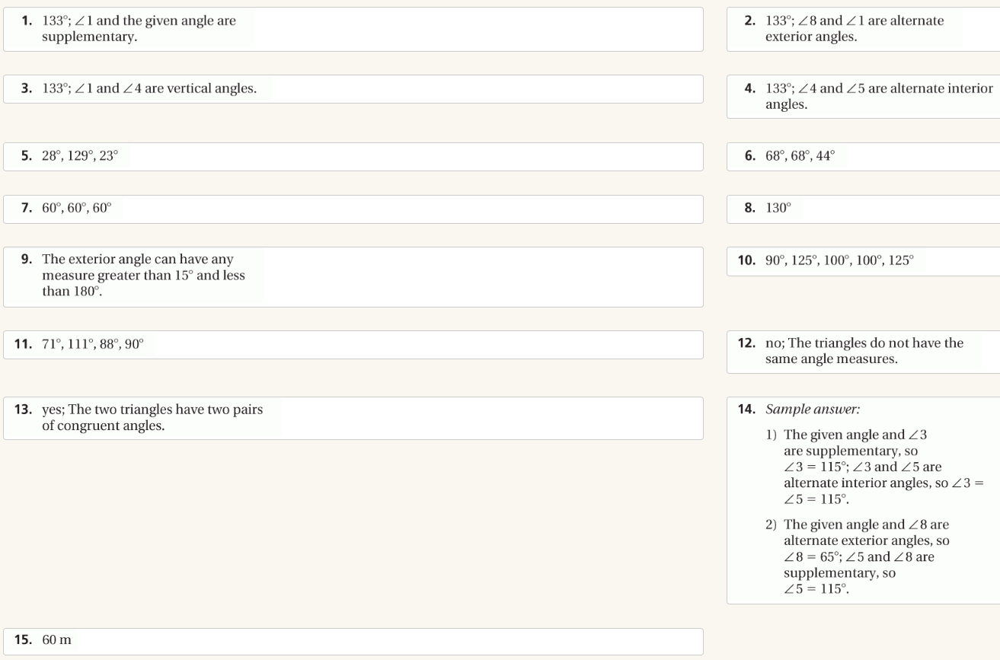 1. 133°; ∠1 and the given angle are
supplementary.
2. 133°; ∠8 and ∠1 are alternate
exterior angles.
3. 133°; ∠1 and ∠4 are vertical angles.
4. 133°; ∠4 and ∠5 are alternate interior
angles.
5. 28°, 129°, 23°
6. 68°, 68°, 44°
7. 60°, 60°, 60°
8. 130°
9. The exterior angle can have any
measure greater than 15° and less
than 180°.
10. 90°, 125°, 100°, 100°, 125°
11. 71°, 111°, 88°, 90°
12. no; The triangles do not have the
same angle measures.
13. yes; The two triangles have two pairs
of congruent angles.
14. Sample answer:
1) The given angle and ∠3
are supplementary, so
∠3 = 115°; ∠3 and ∠5 are
alternate interior angles, so ∠3 =
∠5 = 115°.
2) The given angle and ∠8 are
alternate exterior angles, so
∠8 = 65°; ∠5 and ∠8 are
supplementary, so
∠5 = 115°.
15. 60 m